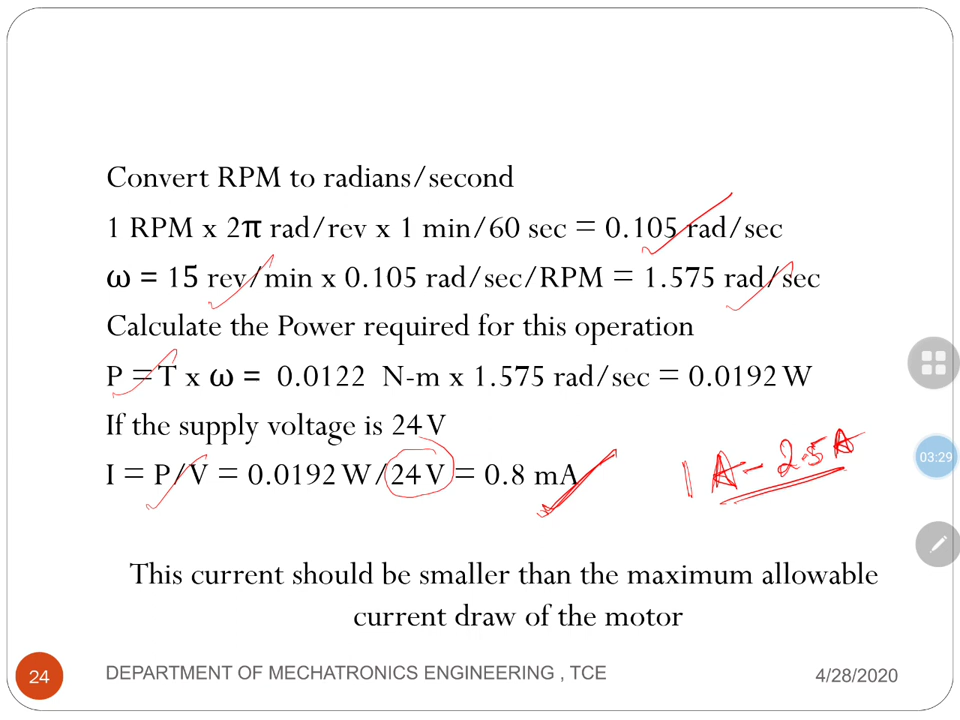 Convert RPM to radians/second
1 RPM x 2π rad/rev x 1 min/60 sec = 0.105 rad/sec
ω = 15 rev/min x 0.105 rad/sec/RPM = 1.575 rad/sec
Calculate the Power required for this operation
P = T x ω = 0.0122 N-m x 1.575 rad/sec = 0.0192 W
If the supply voltage is 24 V
I = P/V = 0.0192 W/24 V = 0.8 mA
1 A - 2.5 A
03:29
This current should be smaller than the maximum allowable
current draw of the motor
24 DEPARTMENT OF MECHATRONICS ENGINEERING , TCE 4/28/2020